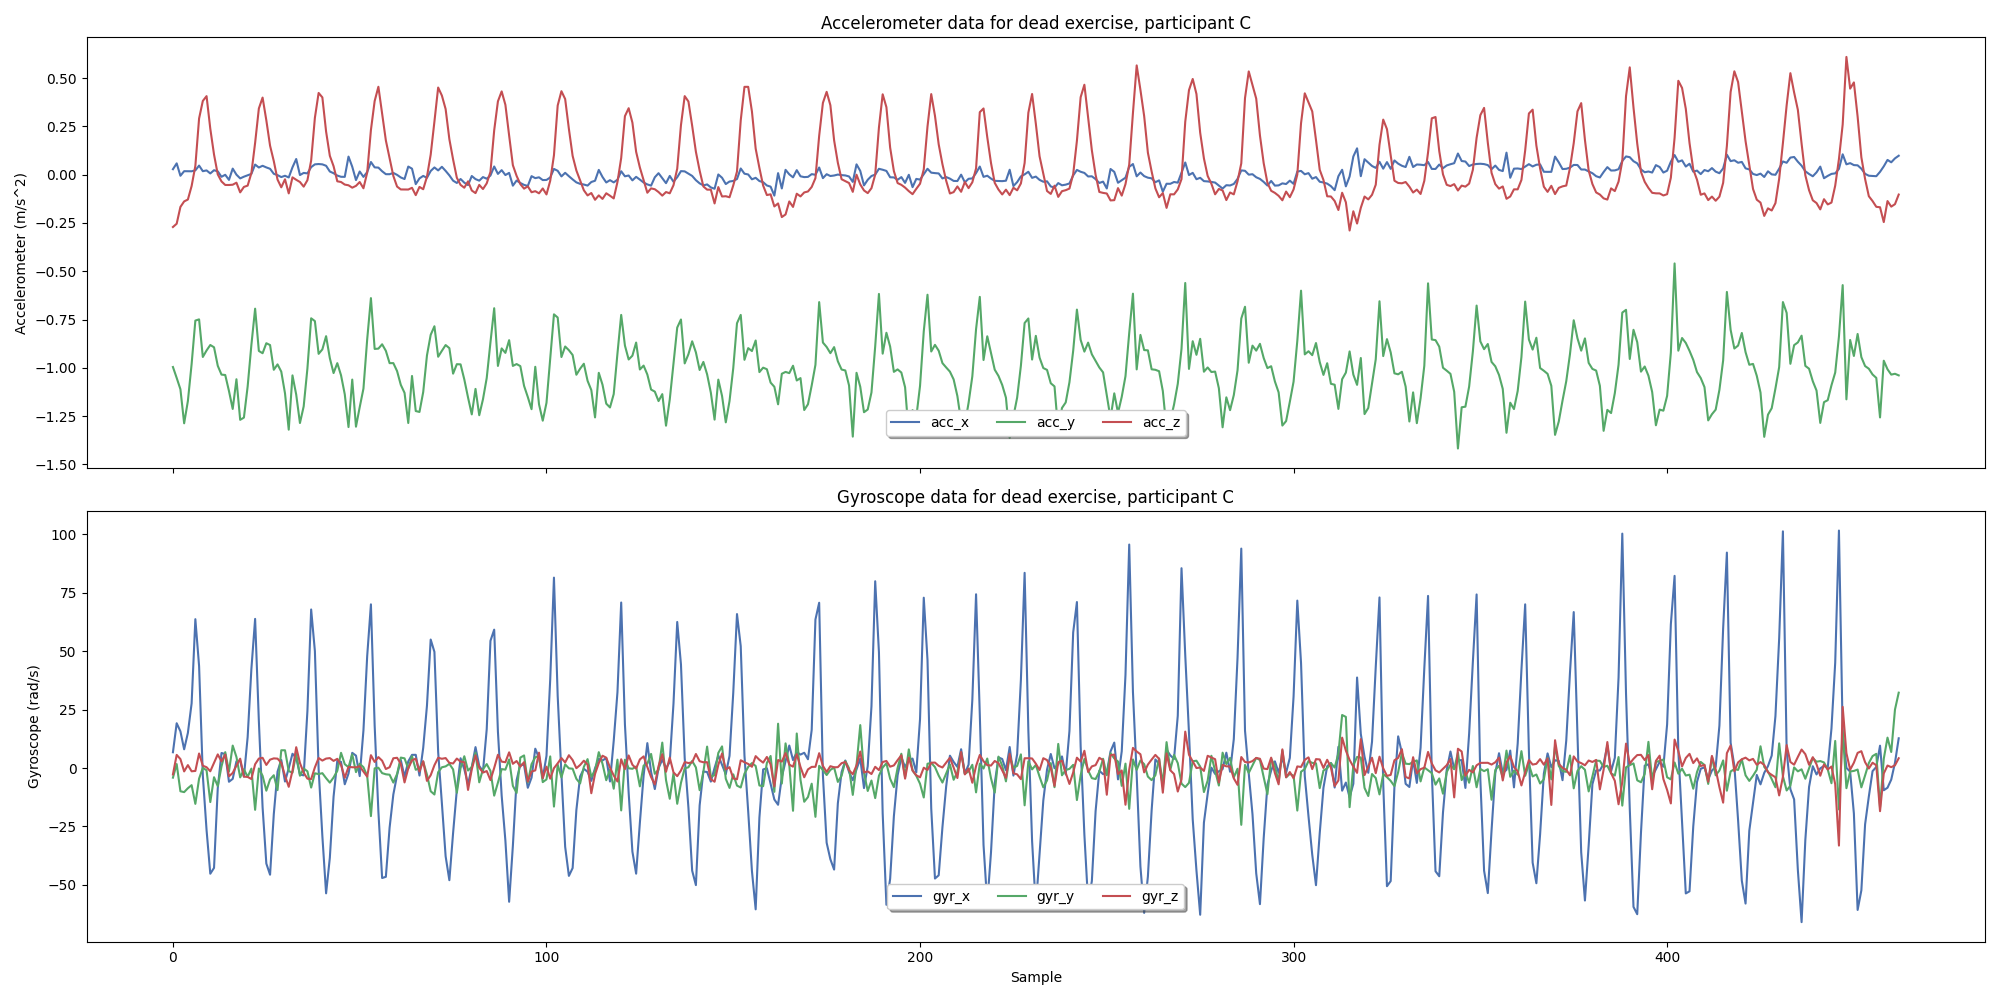 Accelerometer data for dead exercise, participant C
Accelerometer (m/s^2)
0.50
0.25
0.00
−0.25
−0.50
−0.75
−1.00
−1.25
−1.50
acc_x acc_y acc_z
Gyroscope data for dead exercise, participant C
Gyroscope (rad/s)
100
75
50
25
0
−25
−50
gyr_x gyr_y gyr_z
0 100 200 300 400
Sample